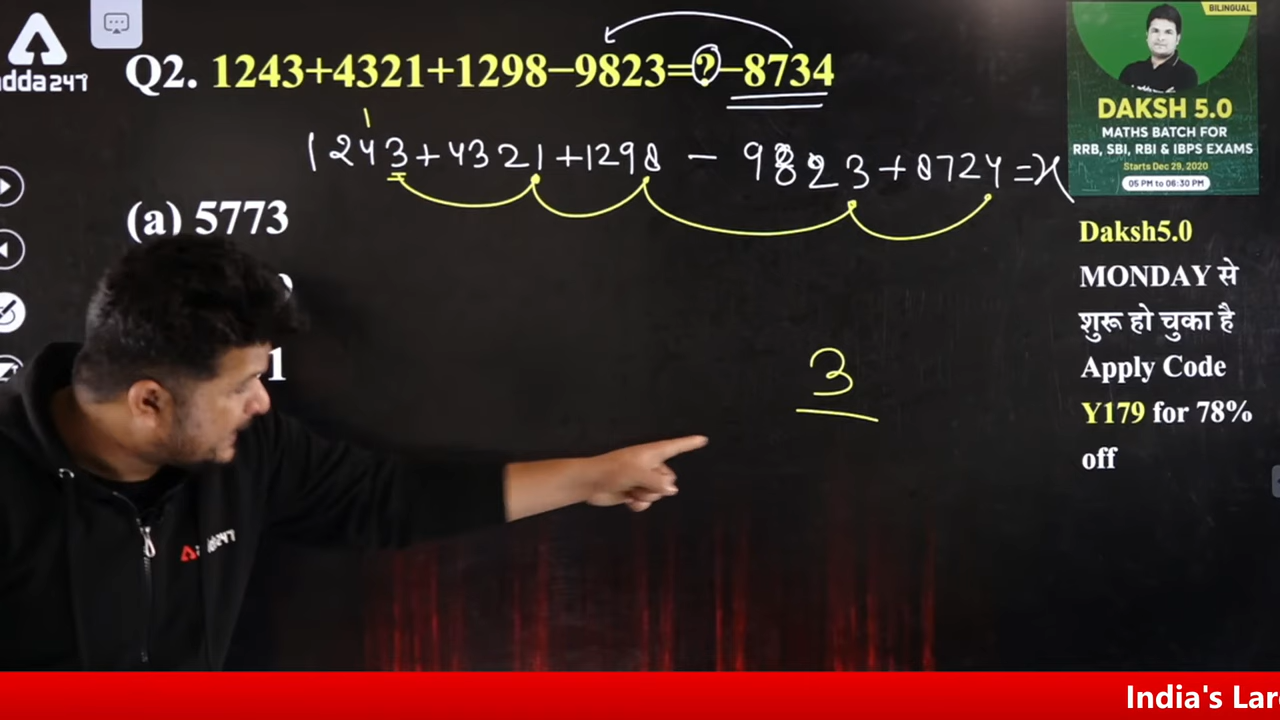 adda247
Q2. 1243+4321+1298−9823=?−8734
1
1243+4321+1298 − 9823+8724=x
(a) 5773
1
3
BILINGUAL
DAKSH 5.0
MATHS BATCH FOR
RRB, SBI, RBI & IBPS EXAMS
Starts Dec 29, 2020
05 PM to 06:30 PM
Daksh5.0
MONDAY से
शुरू हो चुका है
Apply Code
Y179 for 78%
off
India's Lar